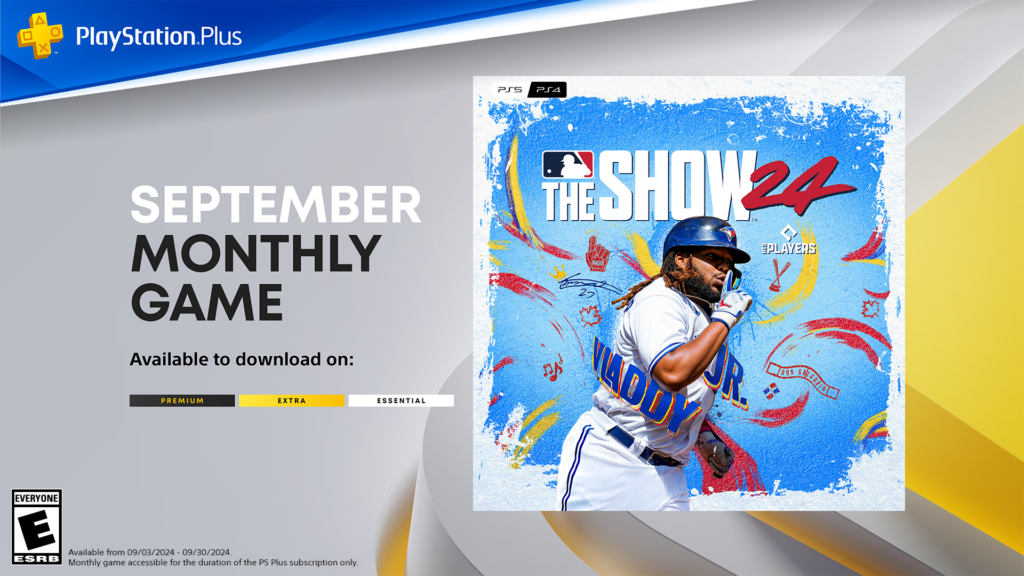 PlayStation.Plus
PS5 PS4
THE SHOW 24
MLB PLAYERS
27
VLADDY JR.
SEPTEMBER
MONTHLY
GAME
Available to download on:
PREMIUM EXTRA ESSENTIAL
EVERYONE
E
ESRB
Available from 09/03/2024 - 09/30/2024.
Monthly game accessible for the duration of the PS Plus subscription only.